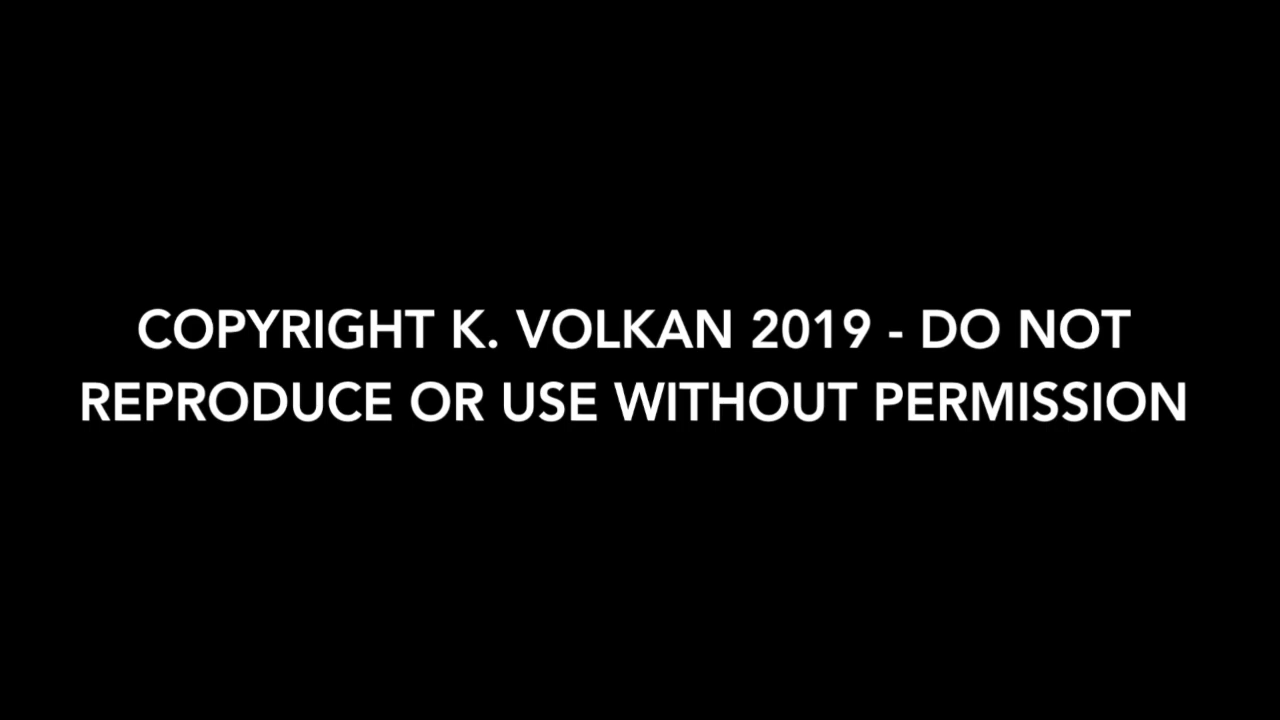 COPYRIGHT K. VOLKAN 2019 - DO NOT
REPRODUCE OR USE WITHOUT PERMISSION